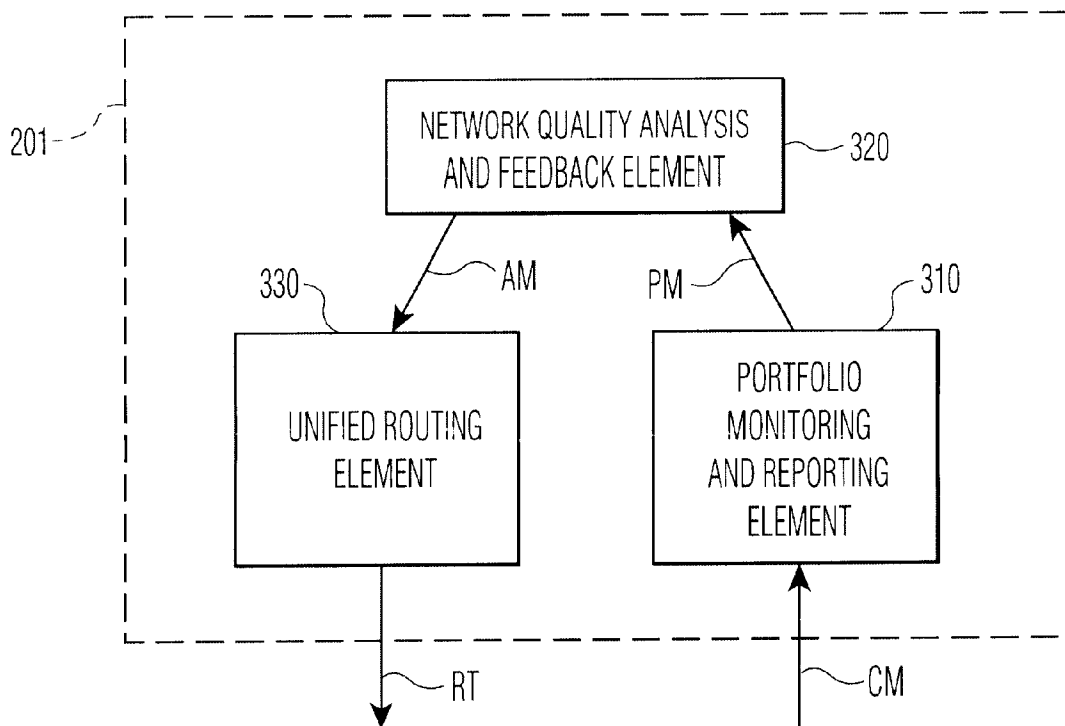 201
NETWORK QUALITY ANALYSIS
AND FEEDBACK ELEMENT
320
AM
PM
330
310
UNIFIED ROUTING
ELEMENT
PORTFOLIO
MONITORING
AND REPORTING
ELEMENT
RT
CM